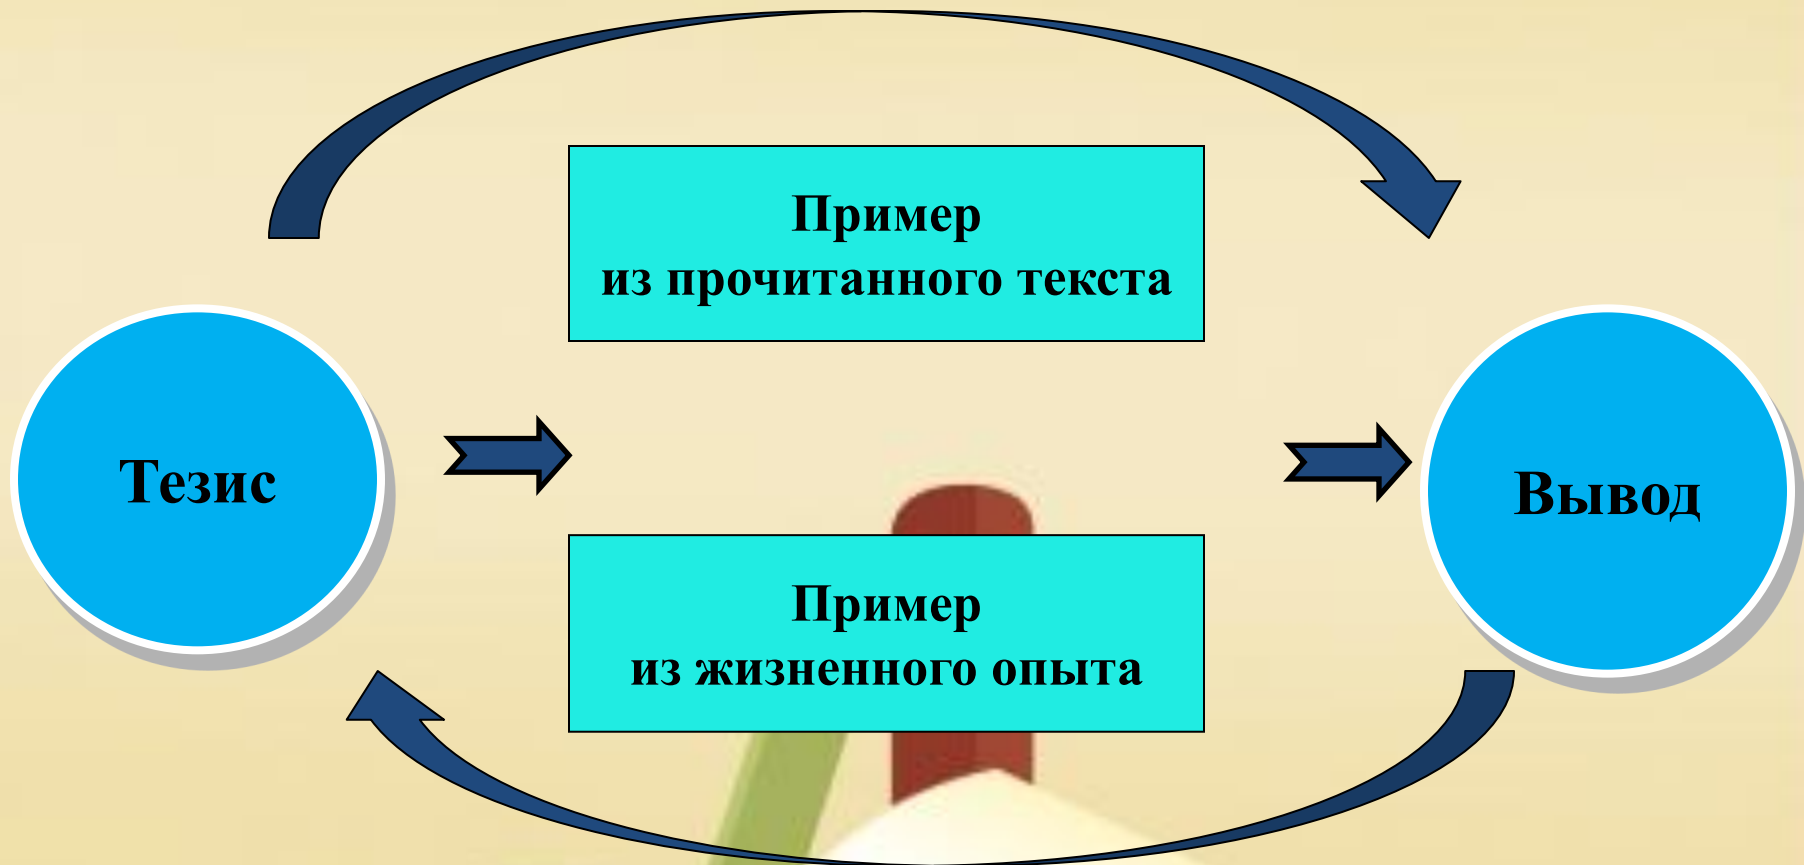 Пример
из прочитанного текста
Тезис
Вывод
Пример
из жизненного опыта